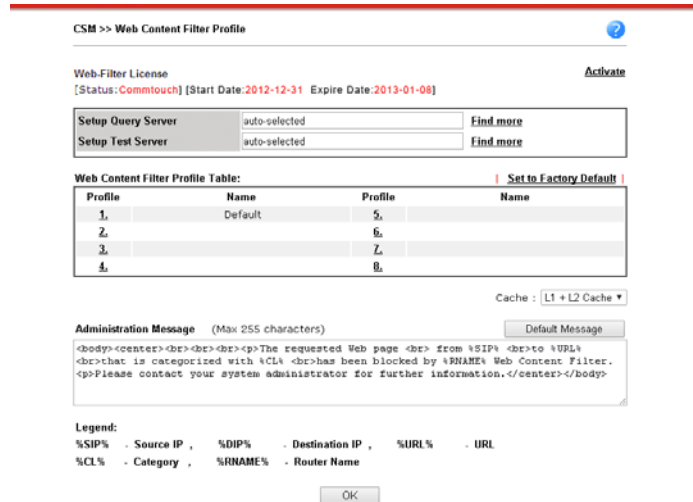 CSM >> Web Content Filter Profile
Web-Filter License
Activate
[Status:Commtouch] [Start Date:2012-12-31 Expire Date:2013-01-08]
Setup Query Server auto-selected Find more
Setup Test Server auto-selected Find more
Web Content Filter Profile Table: | Set to Factory Default |
Profile Name Profile Name
1. Default 5.
2. 6.
3. 7.
4. 8.
Cache : L1 + L2 Cache
Administration Message (Max 255 characters) Default Message
<body><center><br><br><br><p>The requested Web page <br> from %SIP% <br>to %URL%
<br>that is categorized with %CL% <br>has been blocked by %RNAME% Web Content Filter.
<p>Please contact your system administrator for further information.</center></body>
Legend:
%SIP% - Source IP , %DIP% - Destination IP , %URL% - URL
%CL% - Category , %RNAME% - Router Name
OK